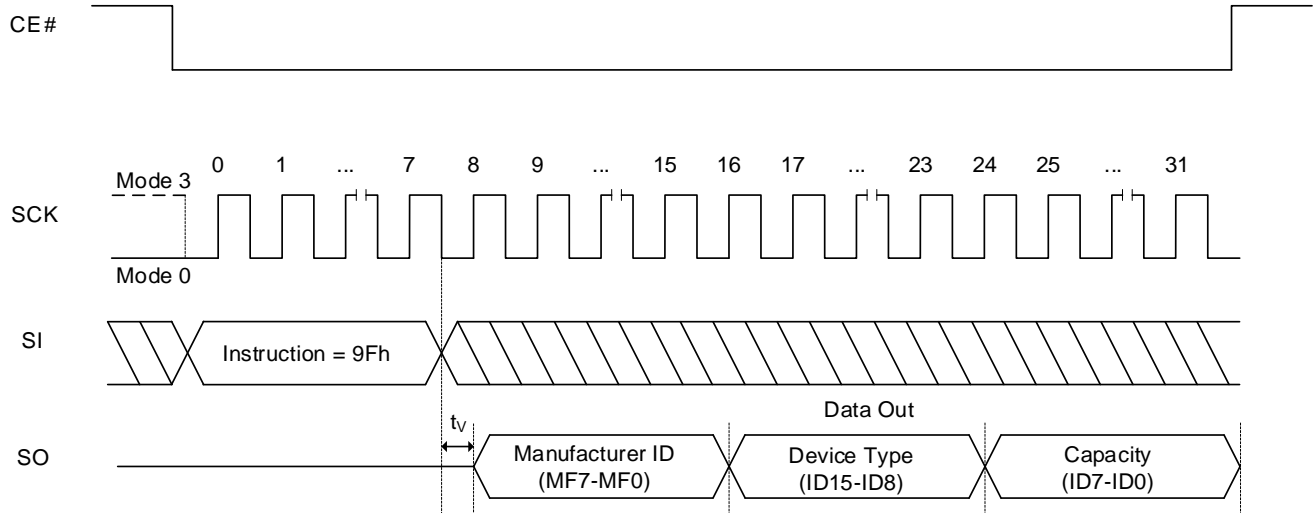 CE#
0 1 ... 7 8 9 ... 15 16 17 ... 23 24 25 ... 31
Mode 3
SCK
Mode 0
SI
Instruction = 9Fh
Data Out
tV
SO
Manufacturer ID
(MF7-MF0)
Device Type
(ID15-ID8)
Capacity
(ID7-ID0)